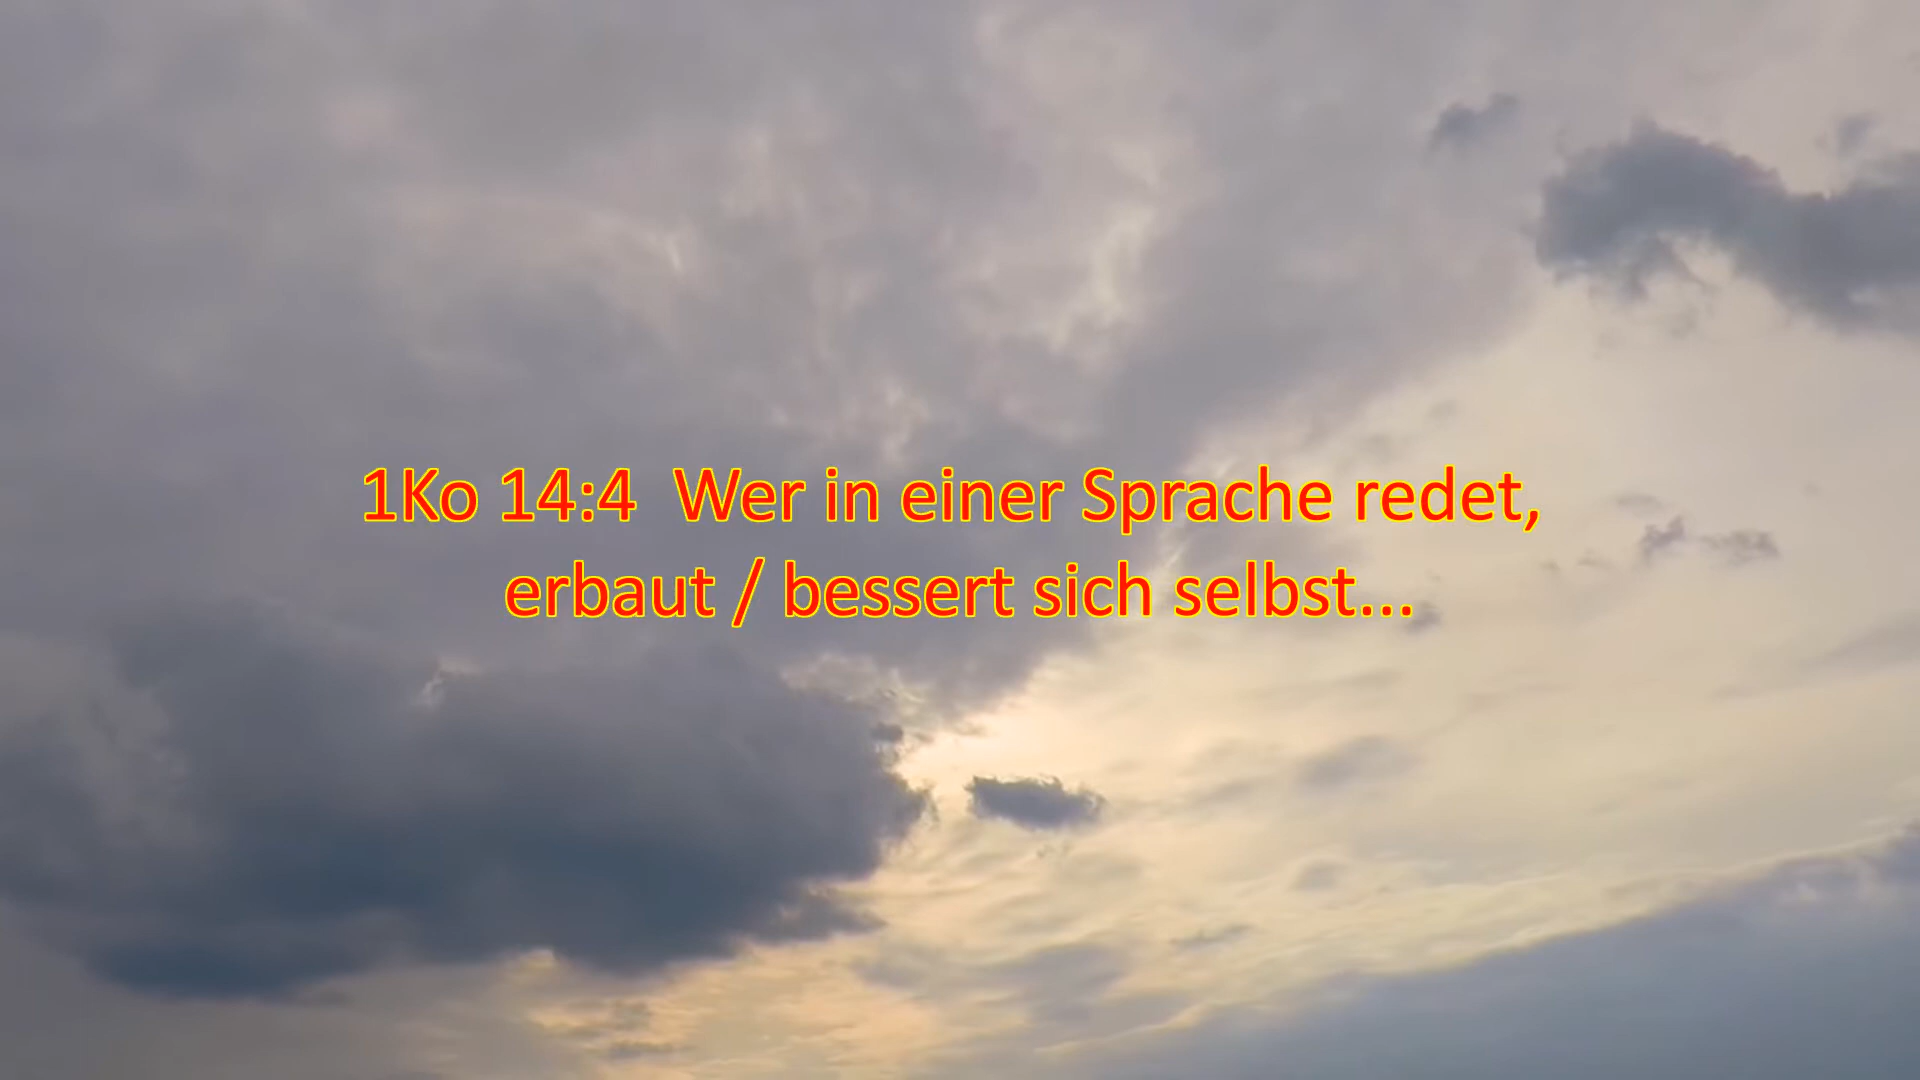 1Ko 14:4  Wer in einer Sprache redet,
erbaut / bessert sich selbst...